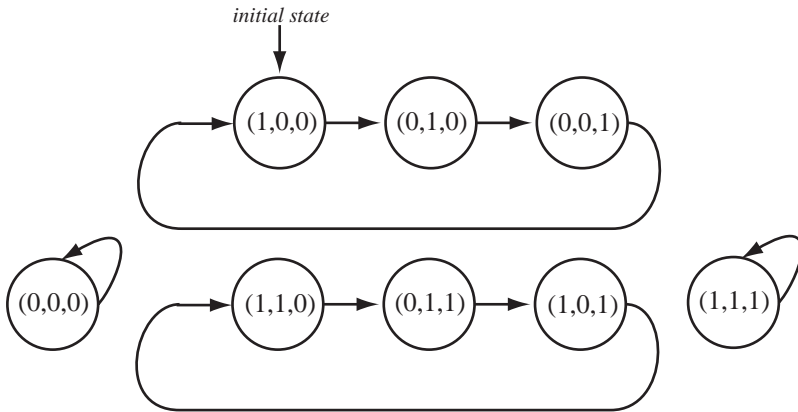 initial state
(1,0,0) (0,1,0) (0,0,1)
(0,0,0) (1,1,0) (0,1,1) (1,0,1) (1,1,1)